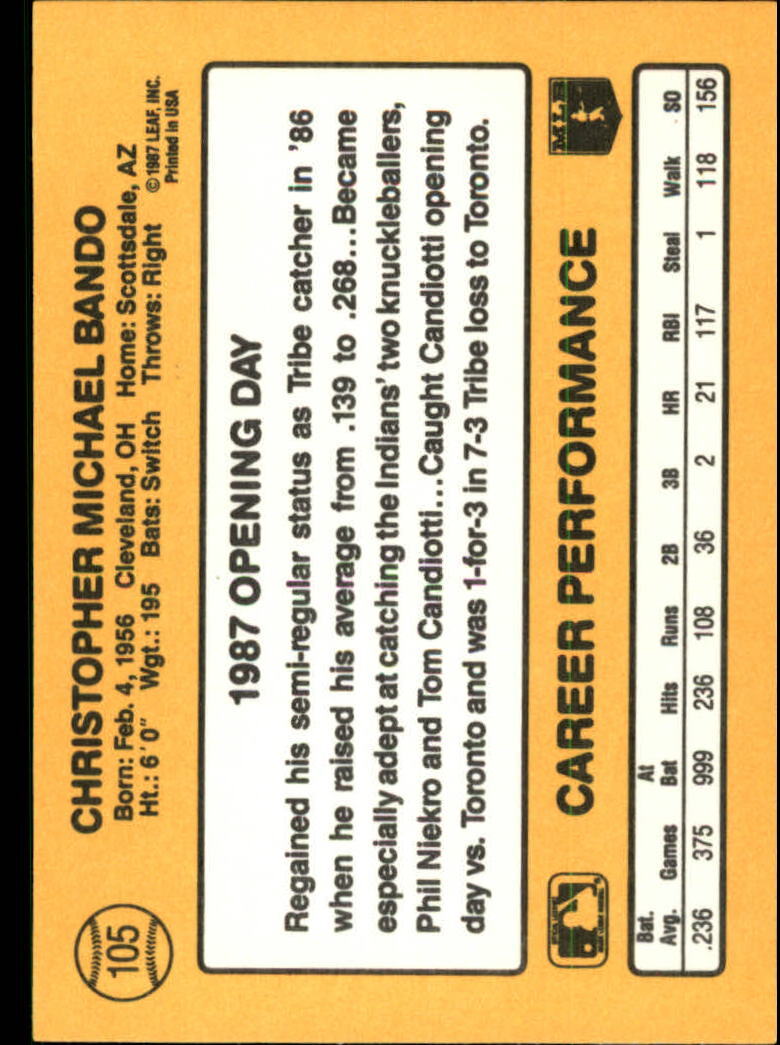 105
CHRISTOPHER MICHAEL BANDO
Born: Feb. 4, 1956 Cleveland, OH Home: Scottsdale, AZ
Ht.: 6'0" Wgt.: 195 Bats: Switch Throws: Right
©1987 LEAF, INC.
Printed in USA
1987 OPENING DAY
Regained his semi-regular status as Tribe catcher in '86
when he raised his average from .139 to .268...Became
especially adept at catching the Indians' two knuckleballers,
Phil Niekro and Tom Candiotti...Caught Candiotti opening
day vs. Toronto and was 1-for-3 in 7-3 Tribe loss to Toronto.
CAREER PERFORMANCE
MLB
Bat. Avg. Games At Bat Hits Runs 2B 3B HR RBI Steal Walk SO
.236 375 999 236 108 36 2 21 117 1 118 156